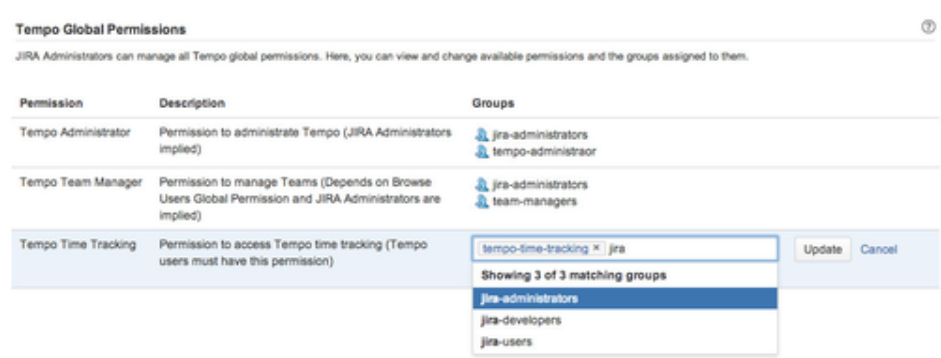 Tempo Global Permissions
JIRA Administrators can manage all Tempo global permissions. Here, you can view and change available permissions and the groups assigned to them.
Permission Description Groups
Tempo Administrator Permission to administrate Tempo (JIRA Administrators
implied)
jira-administrators
tempo-administraor
Tempo Team Manager Permission to manage Teams (Depends on Browse
Users Global Permission and JIRA Administrators are
implied)
jira-administrators
team-managers
Tempo Time Tracking Permission to access Tempo time tracking (Tempo
users must have this permission)
tempo-time-tracking × jira Update Cancel
Showing 3 of 3 matching groups
jira-administrators
jira-developers
jira-users